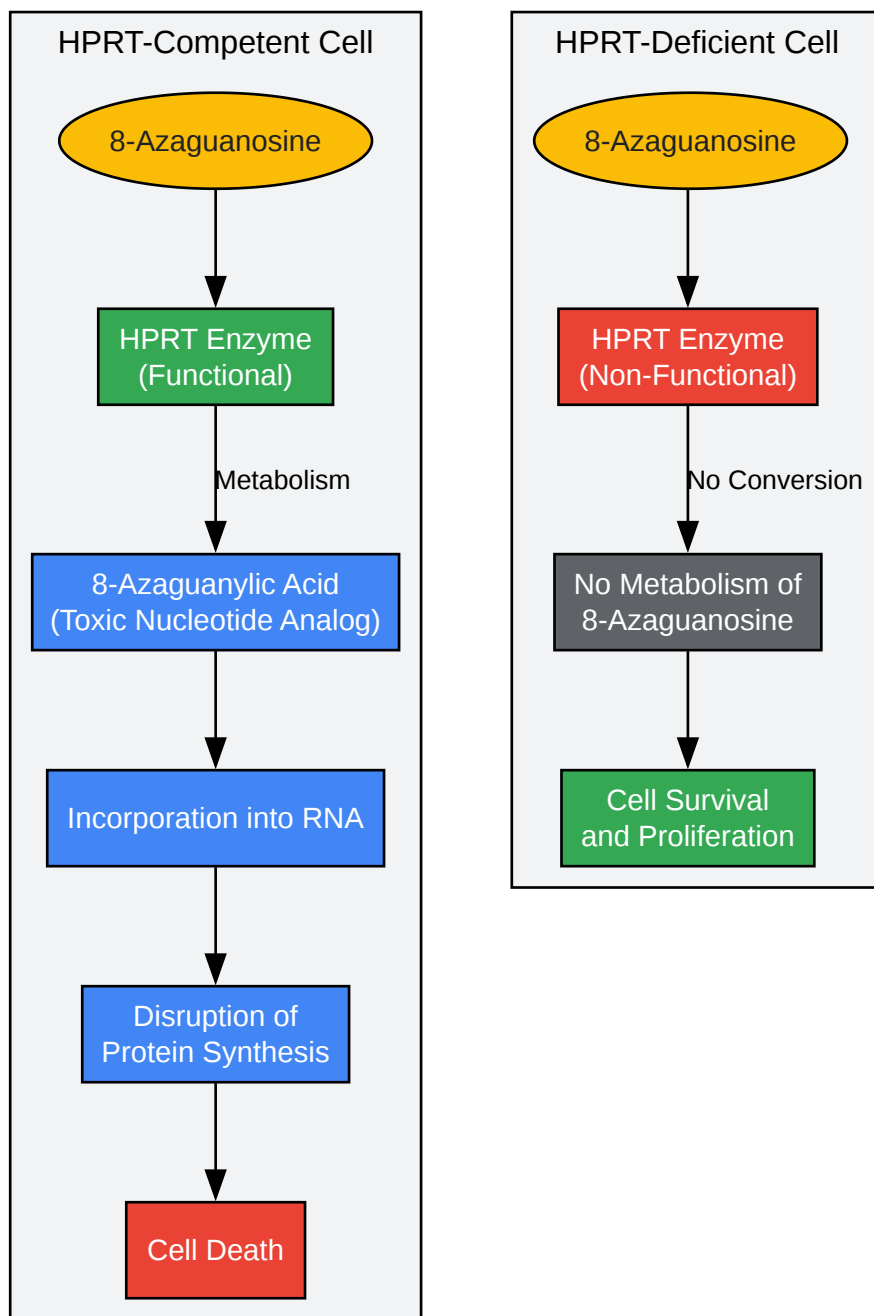 HPRT-Competent Cell
8-Azaguanosine
HPRT Enzyme
(Functional)
Metabolism
8-Azaguanylic Acid
(Toxic Nucleotide Analog)
Incorporation into RNA
Disruption of
Protein Synthesis
Cell Death
HPRT-Deficient Cell
8-Azaguanosine
HPRT Enzyme
(Non-Functional)
No Conversion
No Metabolism of
8-Azaguanosine
Cell Survival
and Proliferation